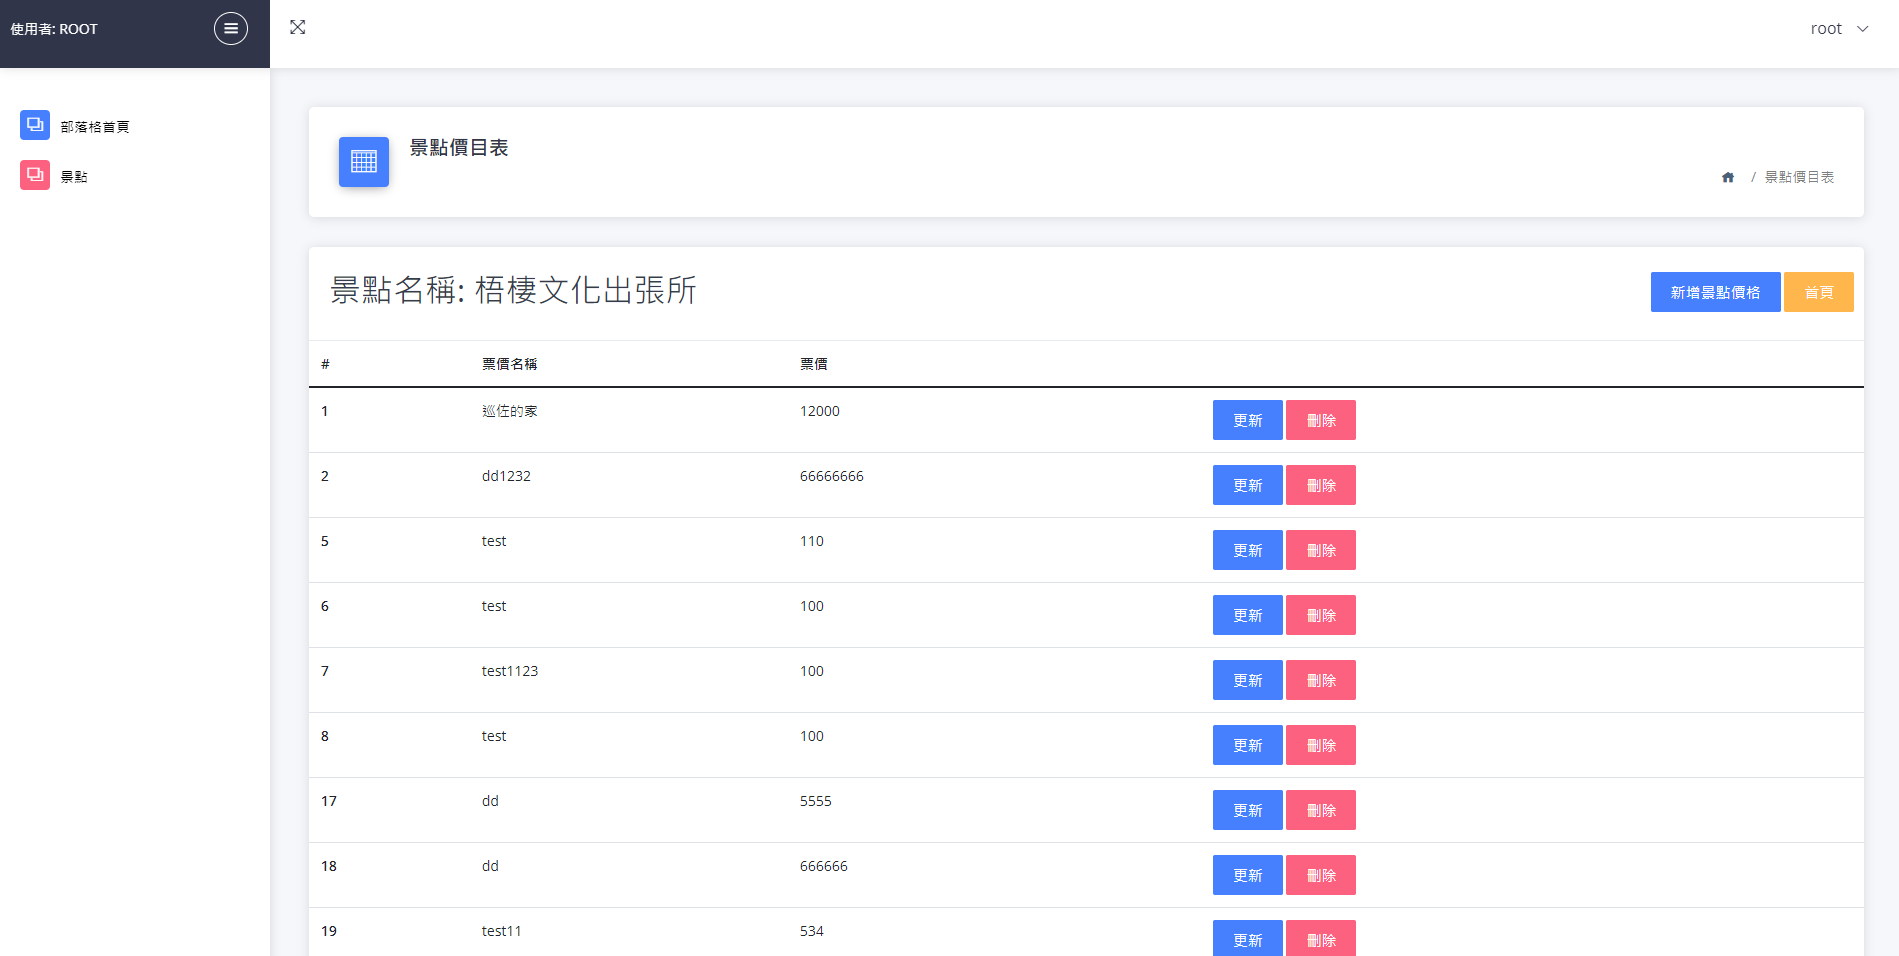 使用者: ROOT
root
部落格首頁
景點
景點價目表
/ 景點價目表
景點名稱: 梧棲文化出張所
新增景點價格 首頁
# 票價名稱 票價
1 巡佐的家 12000 更新 刪除
2 dd1232 66666666 更新 刪除
5 test 110 更新 刪除
6 test 100 更新 刪除
7 test1123 100 更新 刪除
8 test 100 更新 刪除
17 dd 5555 更新 刪除
18 dd 666666 更新 刪除
19 test11 534 更新 刪除